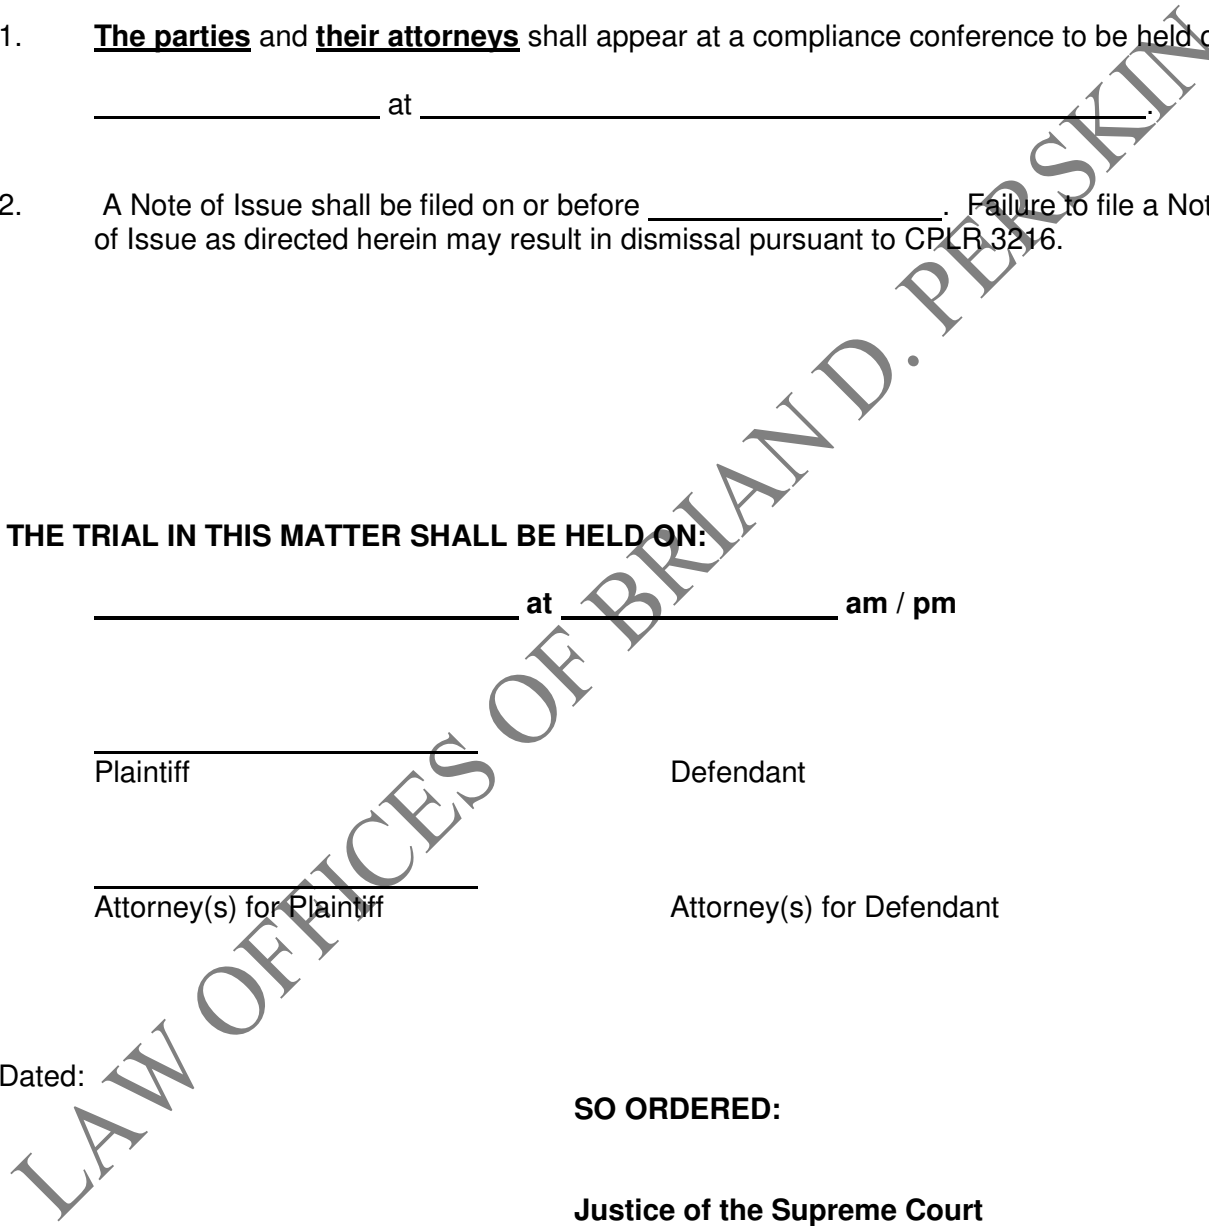 1. The parties and their attorneys shall appear at a compliance conference to be held
at .
2. A Note of Issue shall be filed on or before . Failure to file a Not
of Issue as directed herein may result in dismissal pursuant to CPLR 3216.
THE TRIAL IN THIS MATTER SHALL BE HELD ON:
at am / pm
Plaintiff Defendant
Attorney(s) for Plaintiff Attorney(s) for Defendant
Dated:
SO ORDERED:
Justice of the Supreme Court
LAW OFFICES OF BRIAN D. PERSKIN